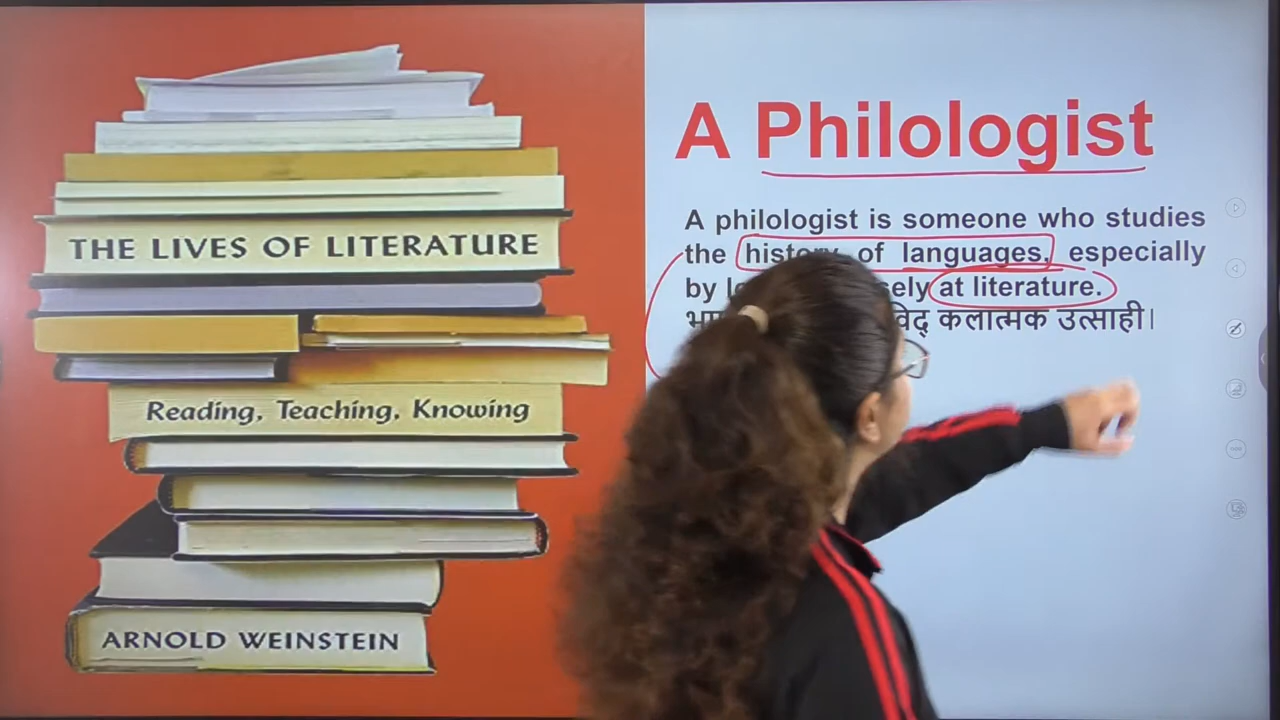 THE LIVES OF LITERATURE
Reading, Teaching, Knowing
ARNOLD WEINSTEIN
A Philologist
A philologist is someone who studies
the history of languages, especially
by at literature.
कलात्मक उत्साही।